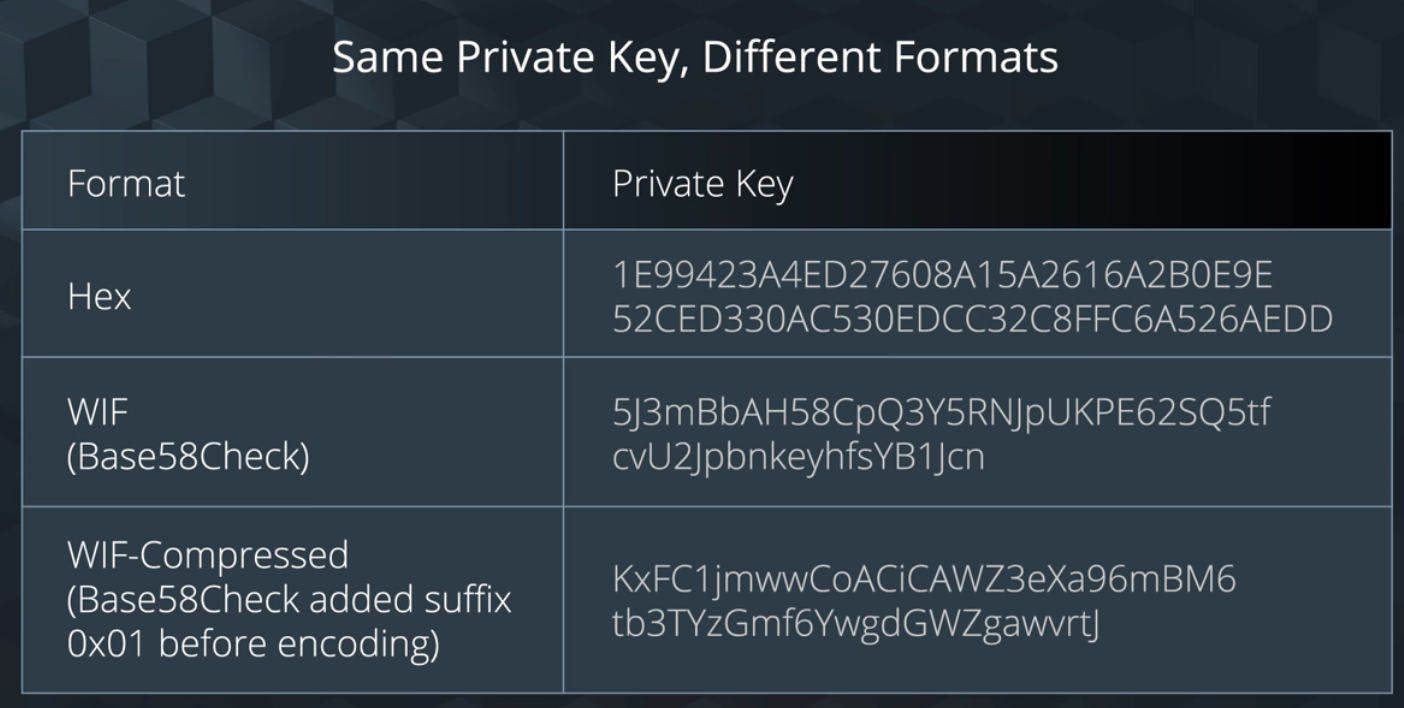 Same Private Key, Different Formats
Format
Private Key
Hex
1E99423A4ED27608A15A2616A2B0E9E
52CED330AC530EDCC32C8FFC6A526AEDD
WIF
(Base58Check)
5J3mBbAH58CpQ3Y5RNJpUKPE62SQ5tf
cvU2JpbnkeyhfsYB1Jcn
WIF-Compressed
(Base58Check added suffix
0x01 before encoding)
KxFC1jmwwCoACiCAWZ3eXa96mBM6
tb3TYzGmf6YwgdGWZgawvrtJ